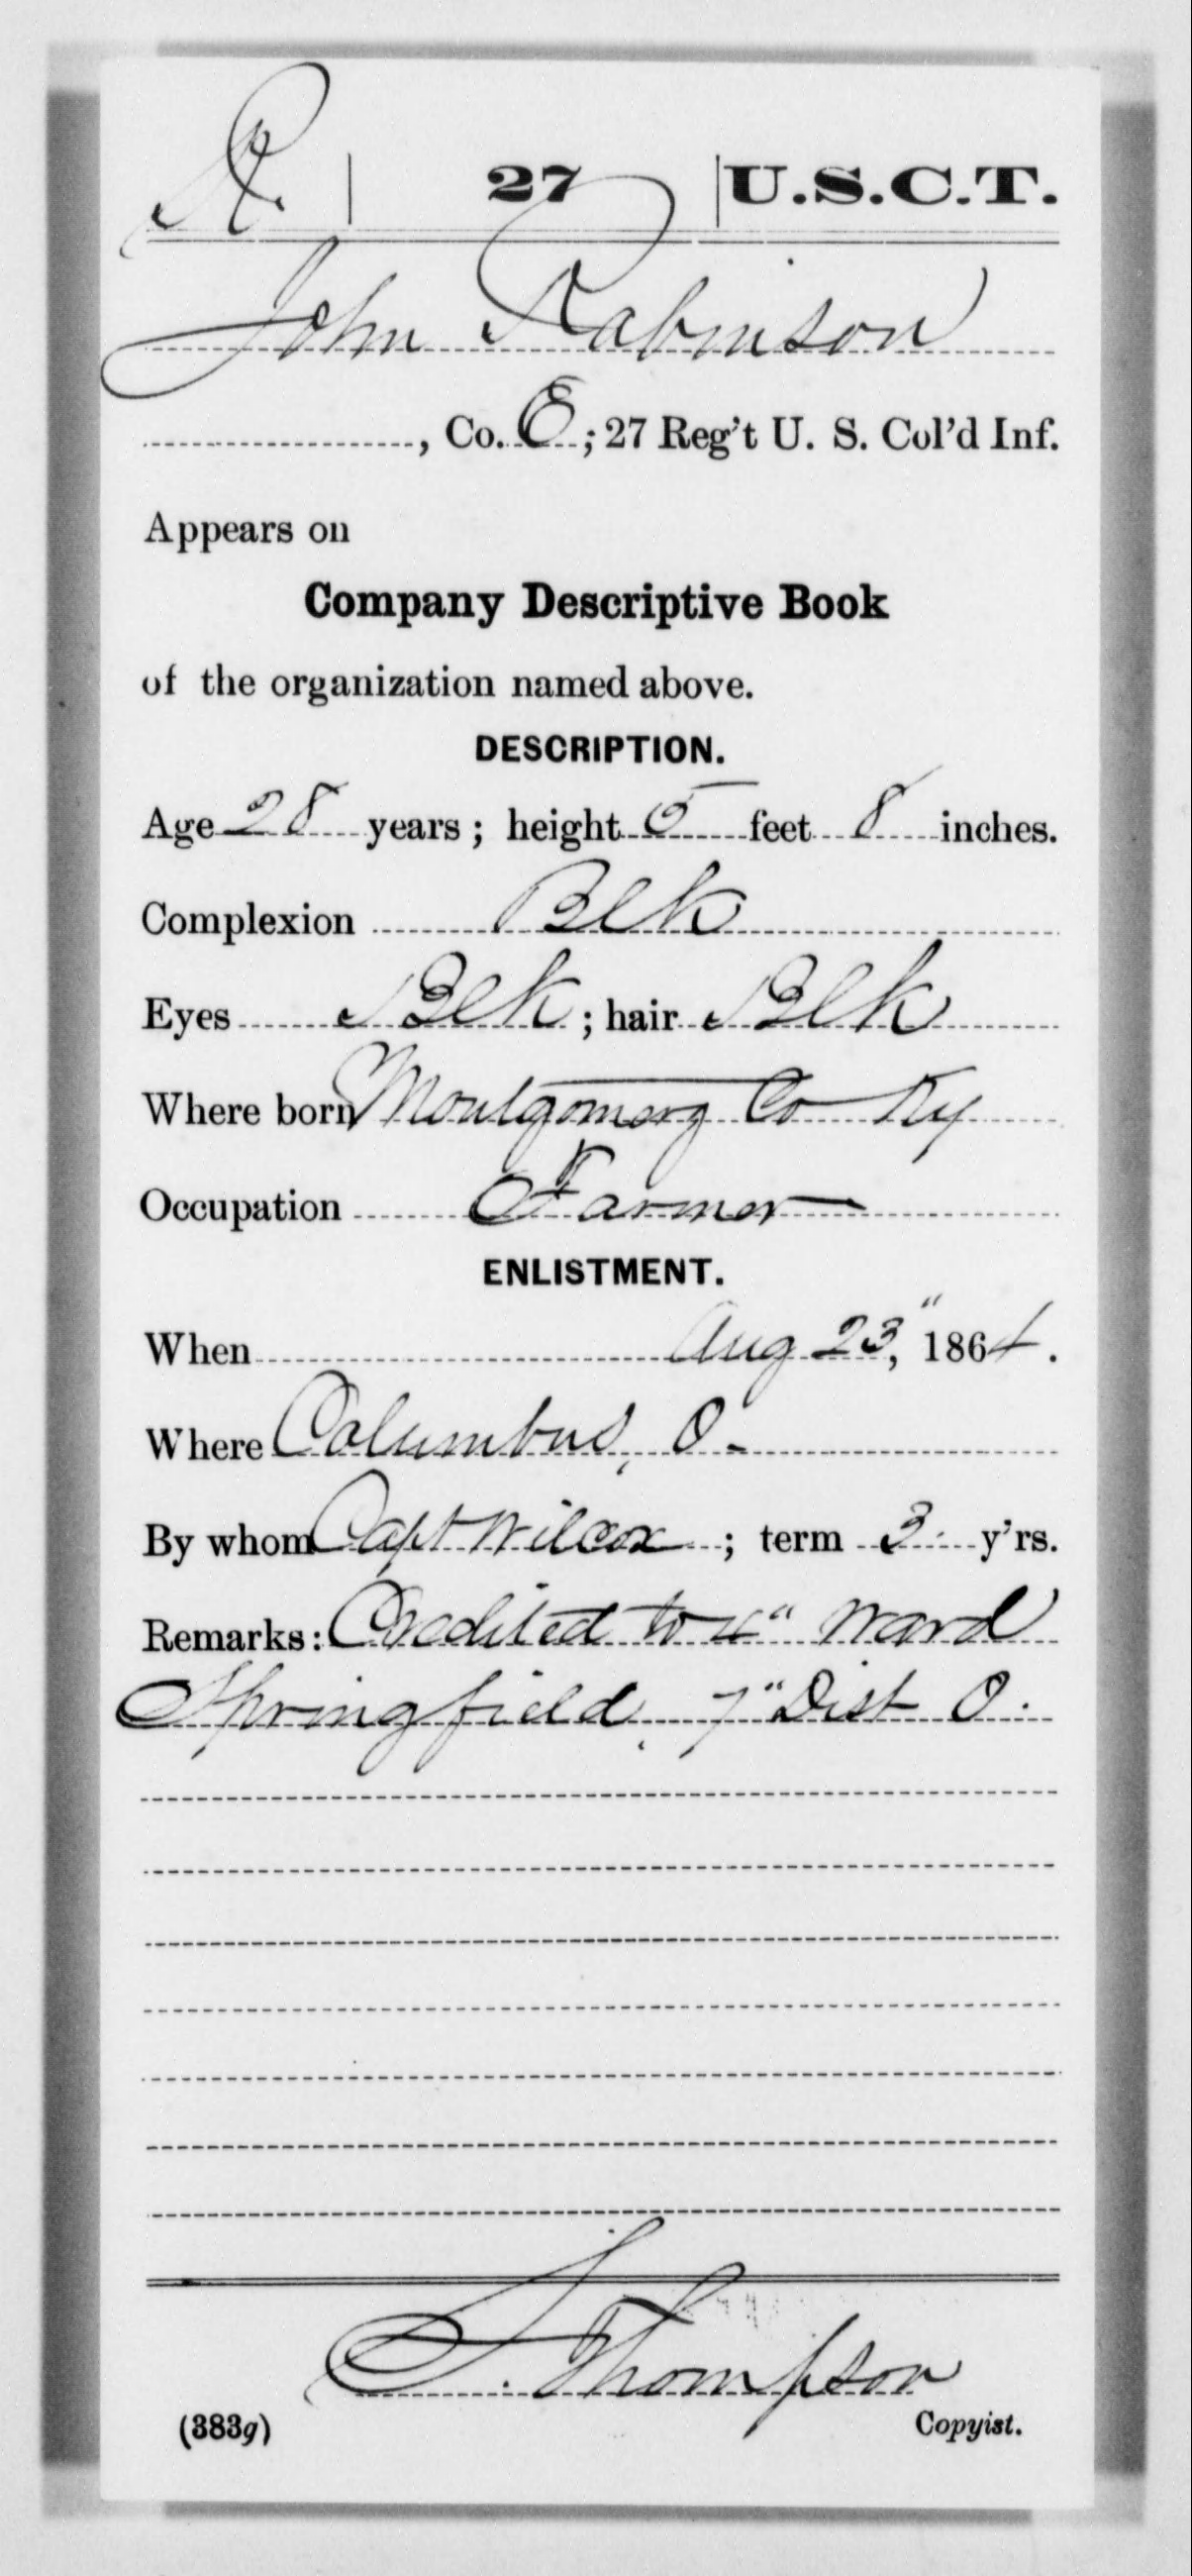 R. | 27 | U.S.C.T.
John Rabinson
, Co. E ; 27 Reg't U. S. Col'd Inf.
Appears on
Company Descriptive Book
of the organization named above.
DESCRIPTION.
Age 28 years ; height 5 feet 8 inches.
Complexion Blk
Eyes Blk ; hair Blk
Where born Montgomery Co Ky
Occupation Farmer
ENLISTMENT.
When Aug 23", 1864.
Where Columbus, O.
By whom Capt Wilcox ; term 3 y'rs.
Remarks: Credited to 4" Ward
Springfield, 7" Dist O.
S. Thompson
(383g) Copyist.